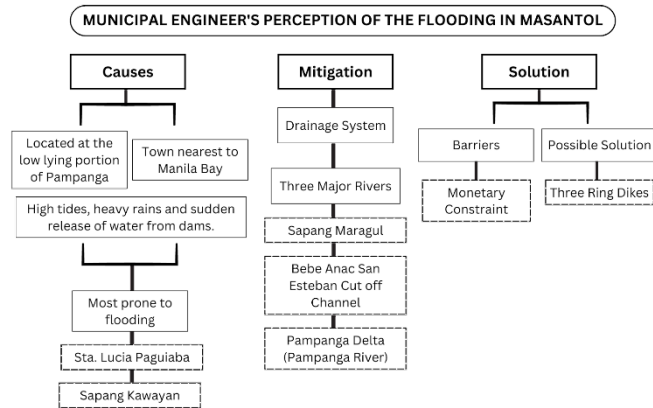 MUNICIPAL ENGINEER'S PERCEPTION OF THE FLOODING IN MASANTOL
Causes
Located at the
low lying portion
of Pampanga
Town nearest to
Manila Bay
High tides, heavy rains and sudden
release of water from dams.
Most prone to
flooding
Sta. Lucia Paguiaba
Sapang Kawayan
Mitigation
Drainage System
Three Major Rivers
Sapang Maragul
Bebe Anac San
Esteban Cut off
Channel
Pampanga Delta
(Pampanga River)
Solution
Barriers
Monetary
Constraint
Possible Solution
Three Ring Dikes